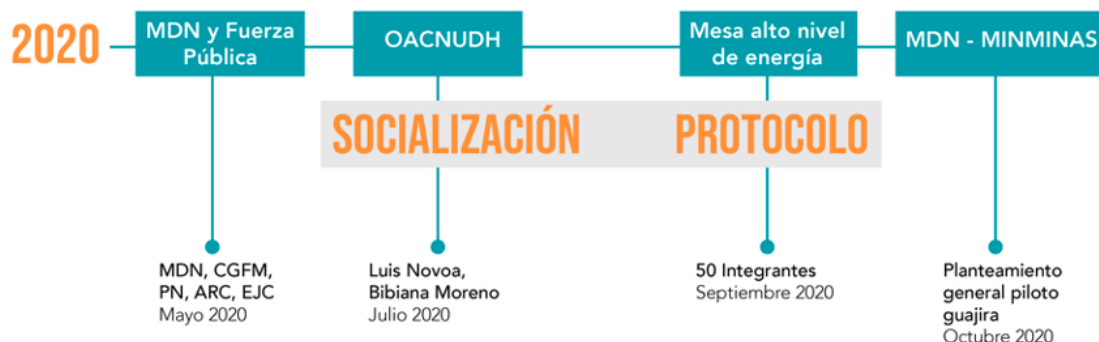 2020
MDN y Fuerza
Pública
OACNUDH
Mesa alto nivel
de energía
MDN - MINMINAS
SOCIALIZACIÓN PROTOCOLO
MDN, CGFM,
PN, ARC, EJC
Mayo 2020
Luis Novoa,
Bibiana Moreno
Julio 2020
50 Integrantes
Septiembre 2020
Planteamiento
general piloto
guajira
Octubre 2020